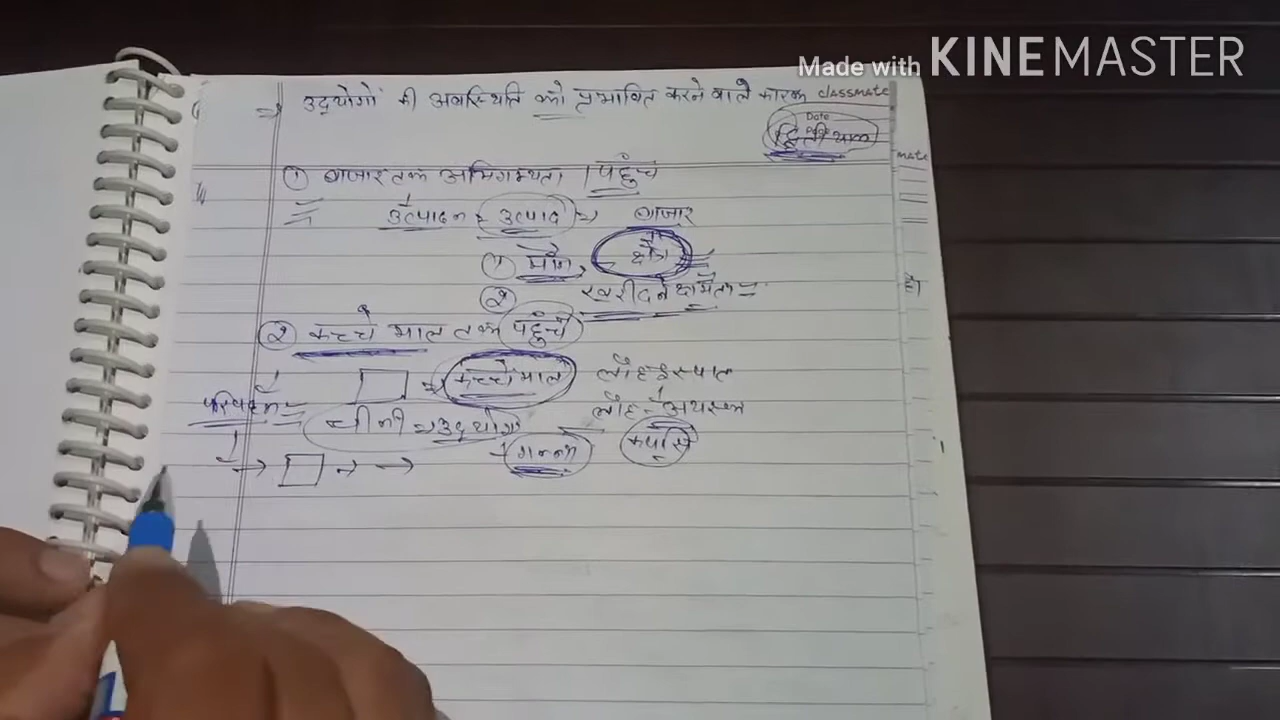 Made with KINEMASTER
⇒ उद्योगों की अवस्थिति को प्रभावित करने वाले कारक classmate
Date
① बाजार तक अभिगम्यता / पहुंच
उत्पादन → उत्पाद ⇒ बाजार
① माँग, क्षेत्र
② खरीदने क्षमता =
② कच्चे माल तक पहुंच
□ ⇒ कच्चे माल लौह इस्पात
परिवहन = चीनी ⇒ उद्योग लौह - अयस्क
→ गन्ना कपास
→ □ → →